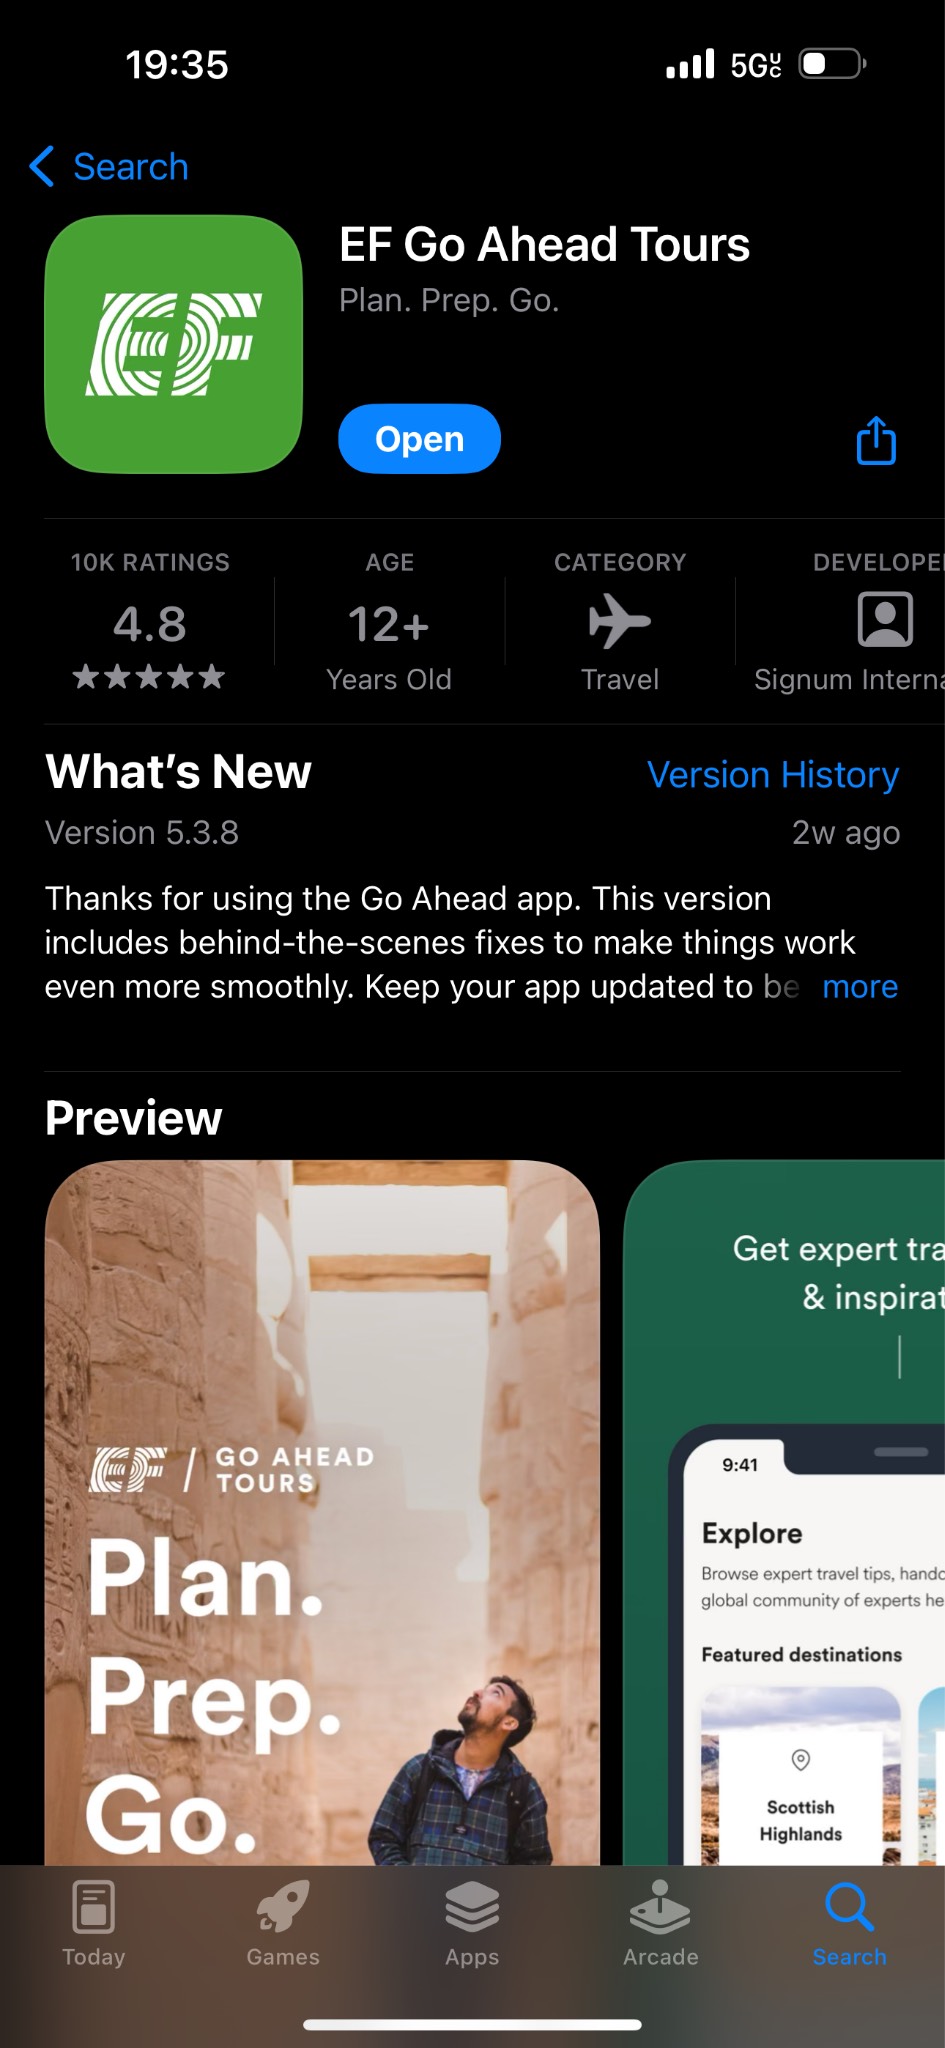 19:35
5GUC
Search
EF
EF Go Ahead Tours
Plan. Prep. Go.
Open
10K RATINGS
4.8
AGE
12+
Years Old
CATEGORY
Travel
DEVELOPE
Signum Interna
What's New
Version History
Version 5.3.8
2w ago
Thanks for using the Go Ahead app. This version
includes behind-the-scenes fixes to make things work
even more smoothly. Keep your app updated to be more
Preview
EF / GO AHEAD
TOURS
Plan.
Prep.
Go.
Get expert tra
& inspirat
9:41
Explore
Browse expert travel tips, handc
global community of experts he
Featured destinations
Scottish
Highlands
Today
Games
Apps
Arcade
Search